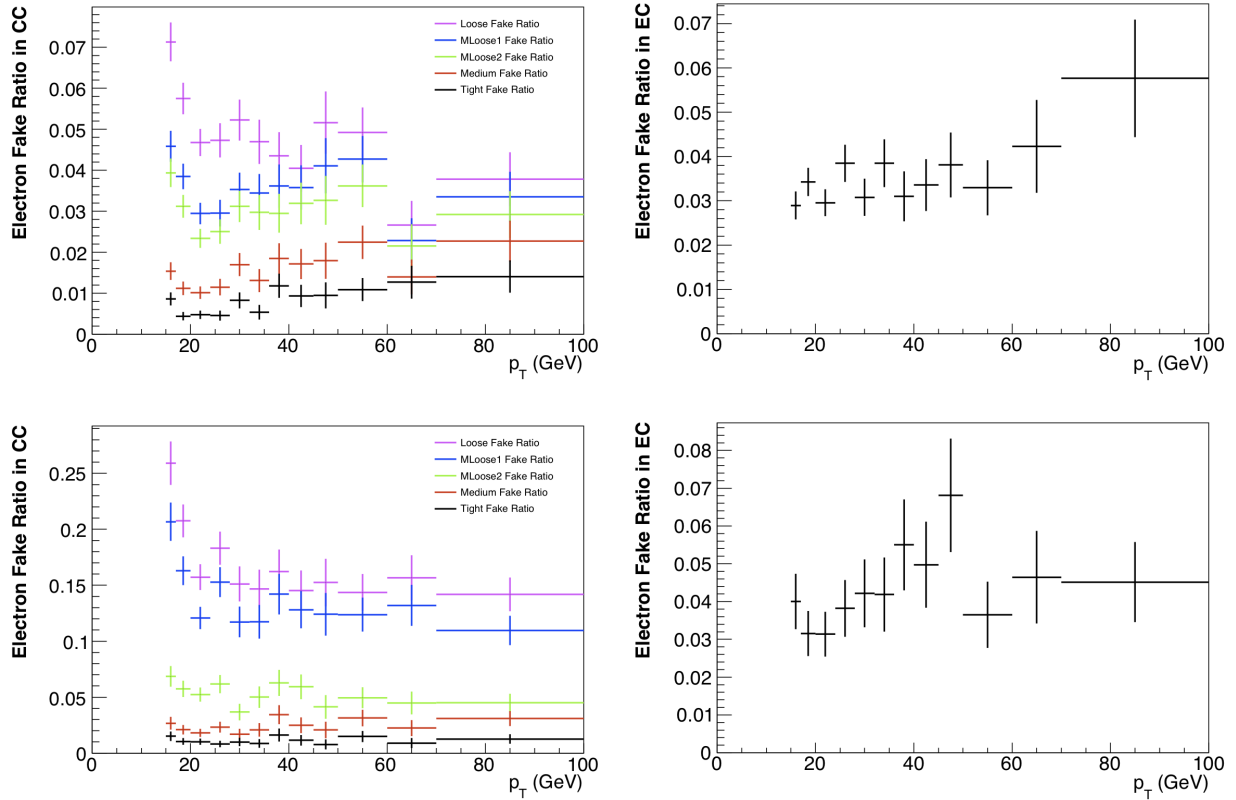 Electron Fake Ratio in CC
0.07
0.06
0.05
0.04
0.03
0.02
0.01
0
Loose Fake Ratio
MLoose1 Fake Ratio
MLoose2 Fake Ratio
Medium Fake Ratio
Tight Fake Ratio
0 20 40 60 80 100
p_T (GeV)
Electron Fake Ratio in EC
0.07
0.06
0.05
0.04
0.03
0.02
0.01
0
0 20 40 60 80 100
p_T (GeV)
Electron Fake Ratio in CC
0.25
0.2
0.15
0.1
0.05
0
Loose Fake Ratio
MLoose1 Fake Ratio
MLoose2 Fake Ratio
Medium Fake Ratio
Tight Fake Ratio
0 20 40 60 80 100
p_T (GeV)
Electron Fake Ratio in EC
0.08
0.07
0.06
0.05
0.04
0.03
0.02
0.01
0
0 20 40 60 80 100
p_T (GeV)